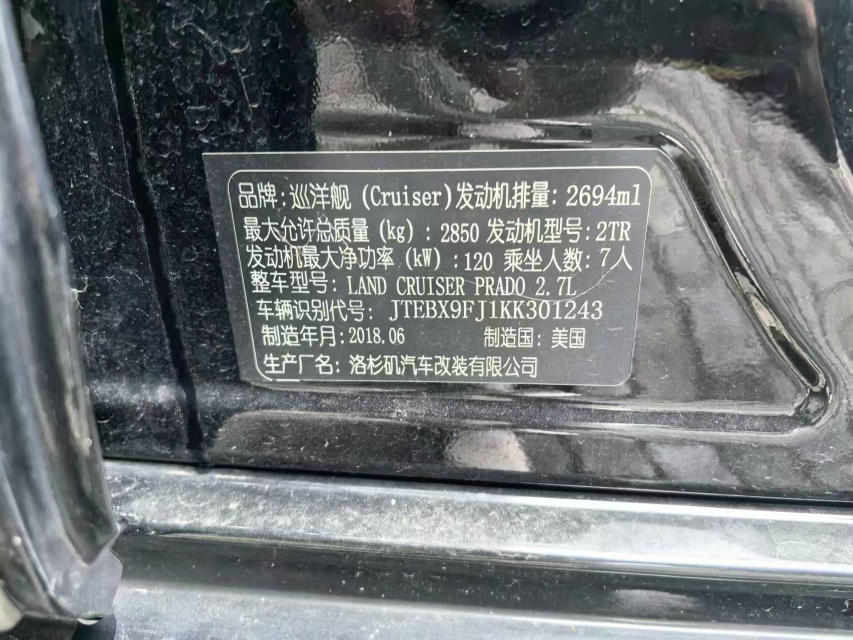 品牌:巡洋舰 (Cruiser)发动机排量: 2694ml
最大允许总质量 (kg) : 2850 发动机型号: 2TR
发动机最大净功率 (kW) :120 乘坐人数: 7人
整车型号: LAND CRUISER PRADO 2.7L
车辆识别代号: JTEBX9FJ1KK301243
制造年月:2018.06 制造国: 美国
生产厂名: 洛杉矶汽车改装有限公司